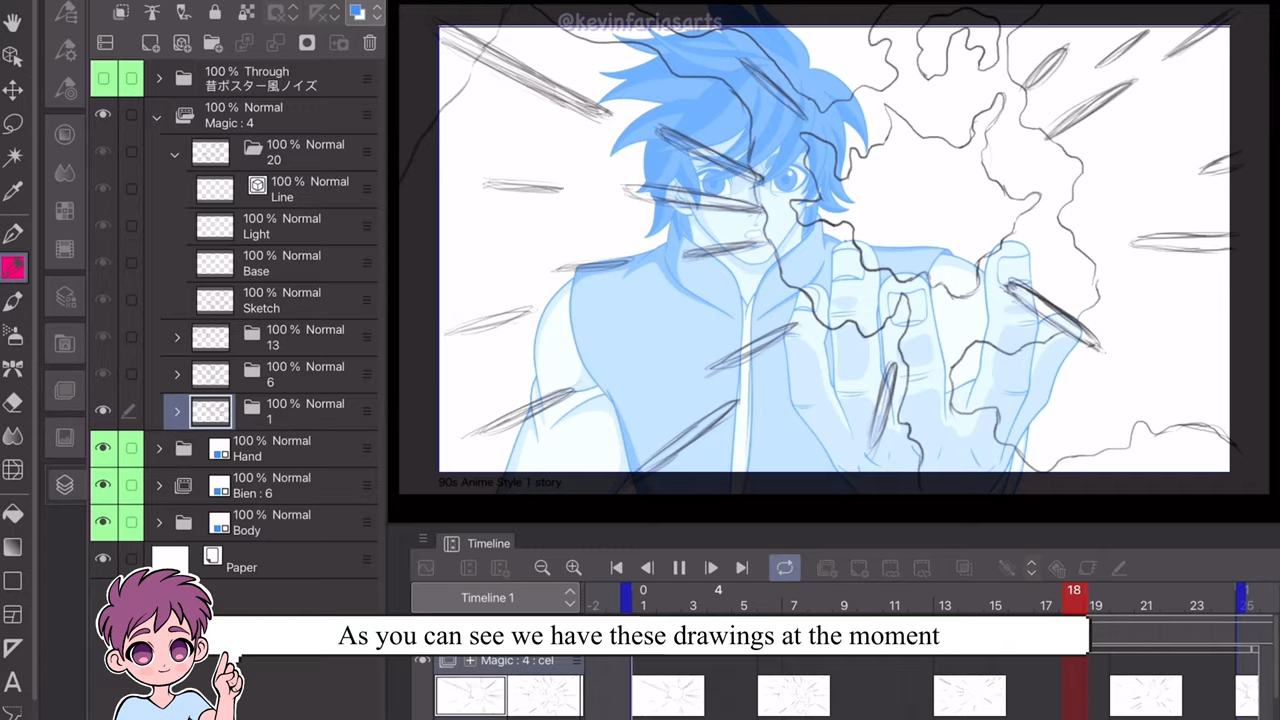 @kevinfariasarts
100 % Through
昔ポスター風ノイズ
100 % Normal
Magic : 4
100 % Normal
20
100 % Normal
Line
100 % Normal
Light
100 % Normal
Base
100 % Normal
Sketch
100 % Normal
13
100 % Normal
6
100 % Normal
1
100 % Normal
Hand
100 % Normal
Bien : 6
100 % Normal
Body
Paper
90s Anime Style 1 story
Timeline
Timeline 1
0 4 18 1
-2 1 3 5 7 9 11 13 15 17 19 21 23 25
As you can see we have these drawings at the moment
Magic : 4 : cel
A